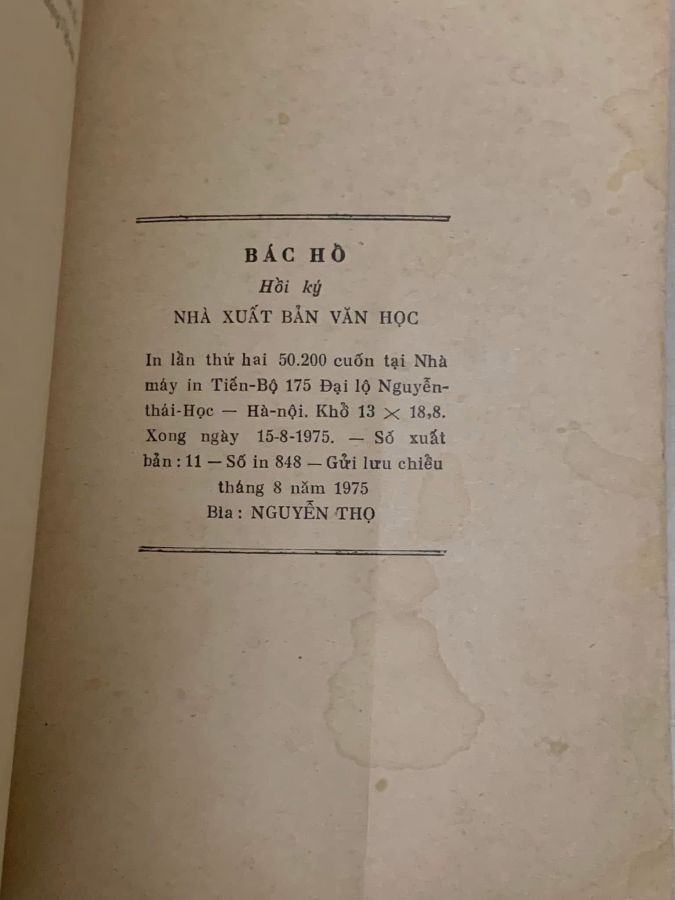 BÁC HỒ
Hồi ký
NHÀ XUẤT BẢN VĂN HỌC
In lần thứ hai 50.200 cuốn tại Nhà
máy in Tiến-Bộ 175 Đại lộ Nguyễn-
thái-Học — Hà-nội. Khổ 13 × 18,8.
Xong ngày 15-8-1975. — Số xuất
bản : 11 — Số in 848 — Gửi lưu chiểu
tháng 8 năm 1975
Bìa : NGUYỄN THỌ